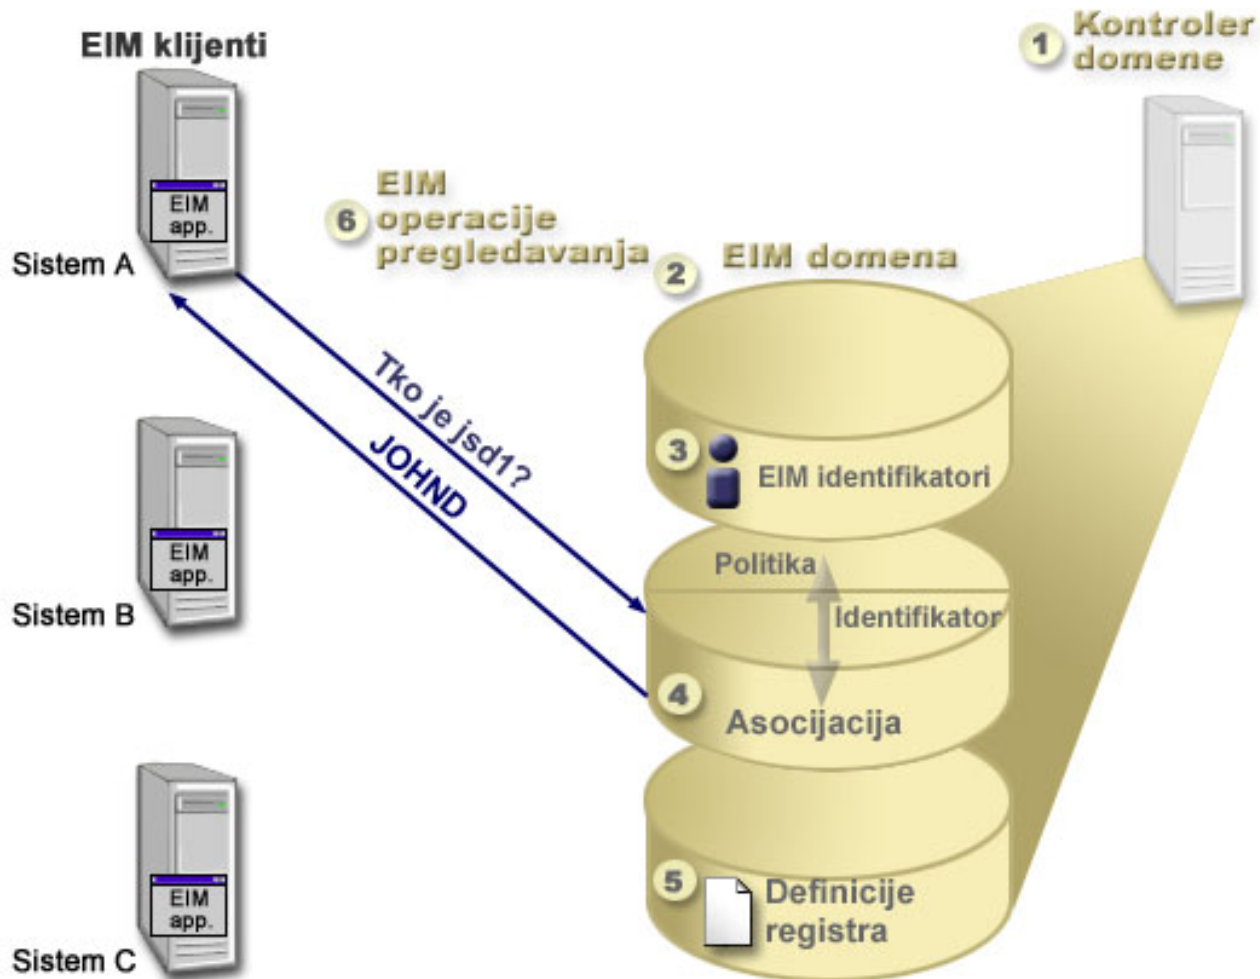 EIM klijenti
1
Kontroler
domene
EIM
app.
Sistem A
6
EIM
operacije
pregledavanja
2
EIM domena
Tko je jsd1?
JOHND
3
EIM identifikatori
EIM
app.
Sistem B
Politika
Identifikator
4
Asocijacija
EIM
app.
Sistem C
5
Definicije
registra